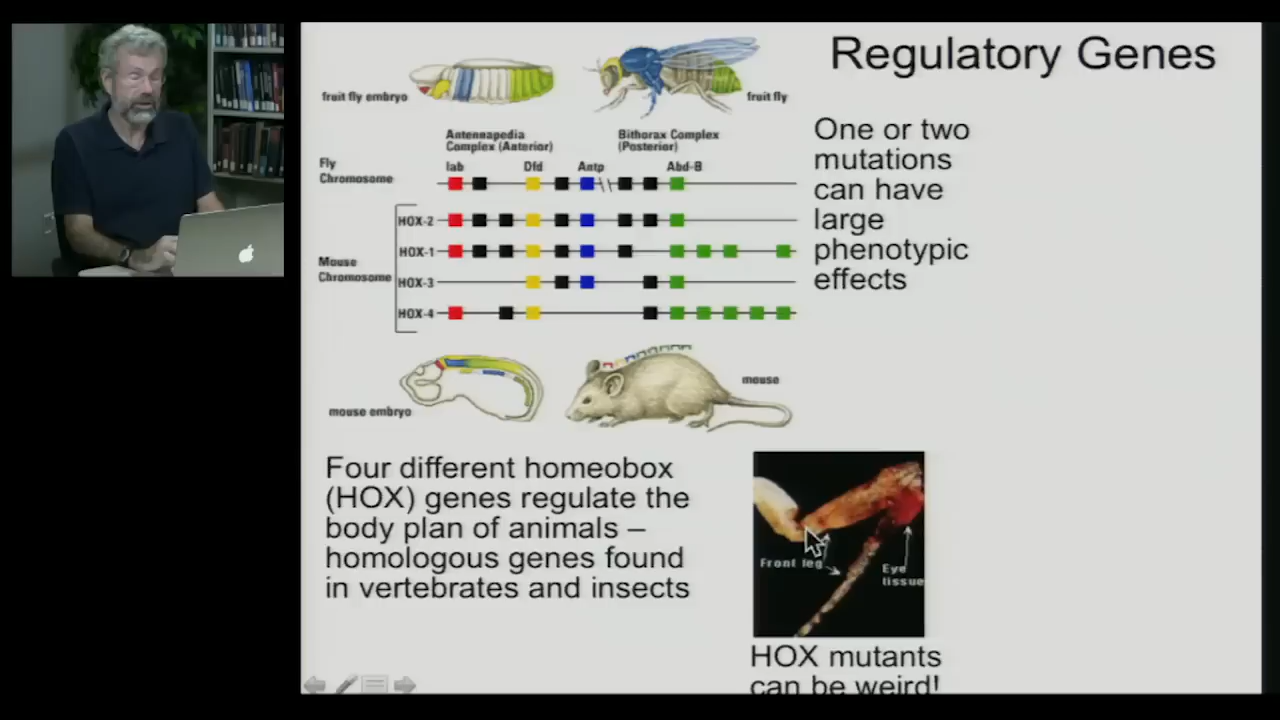 Regulatory Genes
fruit fly embryo
fruit fly
Antennapedia
Complex (Anterior)
Bithorax Complex
(Posterior)
Fly
Chromosome
lab
Dfd
Antp
Abd-B
HOX-2
HOX-1
Mouse
Chromosome
HOX-3
HOX-4
mouse embryo
mouse
One or two
mutations
can have
large
phenotypic
effects
Four different homeobox
(HOX) genes regulate the
body plan of animals –
homologous genes found
in vertebrates and insects
Front leg
Eye
tissue
HOX mutants
can be weird!